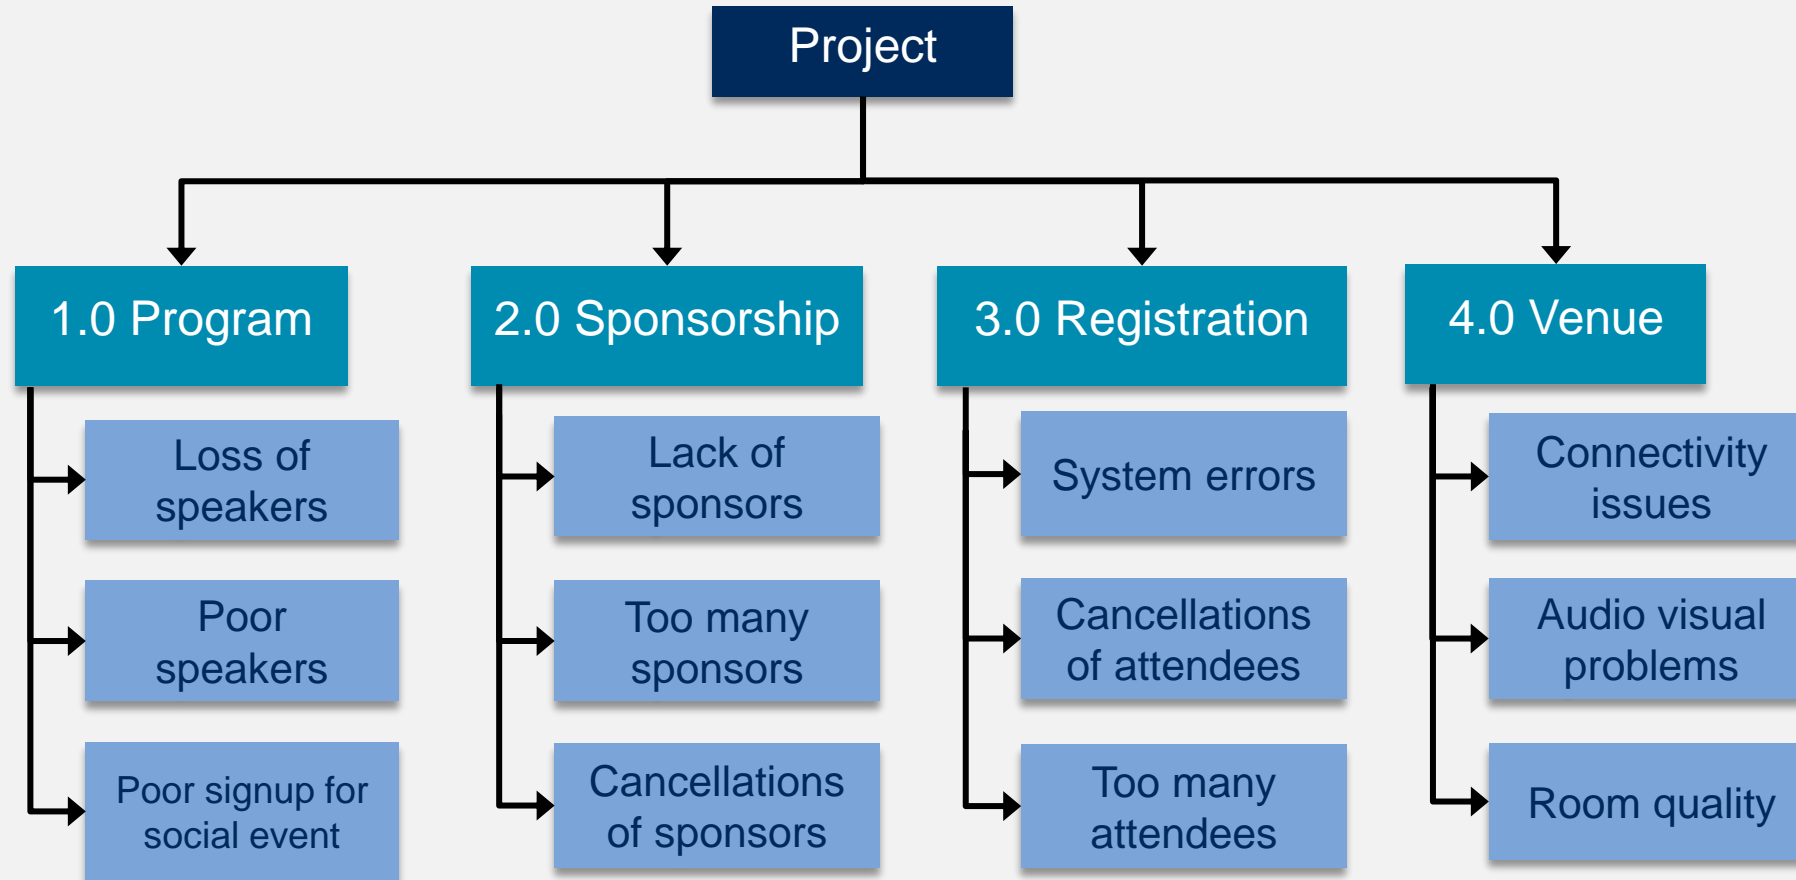 Project
1.0 Program
2.0 Sponsorship
3.0 Registration
4.0 Venue
Loss of
speakers
Poor
speakers
Poor signup for
social event
Lack of
sponsors
Too many
sponsors
Cancellations
of sponsors
System errors
Cancellations
of attendees
Too many
attendees
Connectivity
issues
Audio visual
problems
Room quality